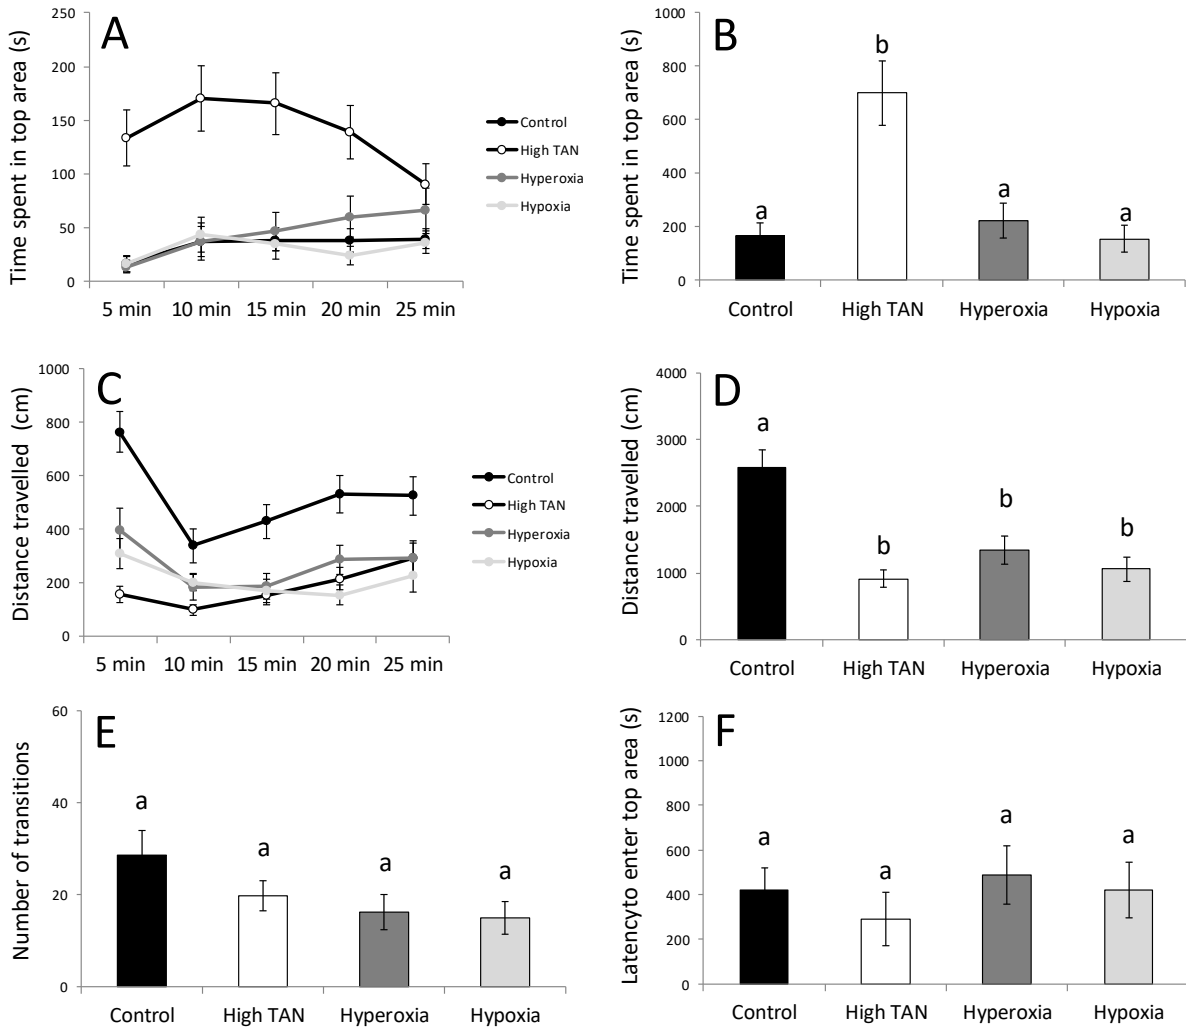 A
Time spent in top area (s)
250
200
150
100
50
0
5 min 10 min 15 min 20 min 25 min
Control
High TAN
Hyperoxia
Hypoxia
B
Time spent in top area (s)
1000
800
600
400
200
0
a
b
a
a
Control High TAN Hyperoxia Hypoxia
C
Distance travelled (cm)
1000
800
600
400
200
0
5 min 10 min 15 min 20 min 25 min
Control
High TAN
Hyperoxia
Hypoxia
D
Distance travelled (cm)
4000
3000
2000
1000
0
a
b
b
b
Control High TAN Hyperoxia Hypoxia
E
Number of transitions
60
40
20
0
a
a
a
a
Control High TAN Hyperoxia Hypoxia
F
Latencyto enter top area (s)
1200
1000
800
600
400
200
0
a
a
a
a
Control High TAN Hyperoxia Hypoxia